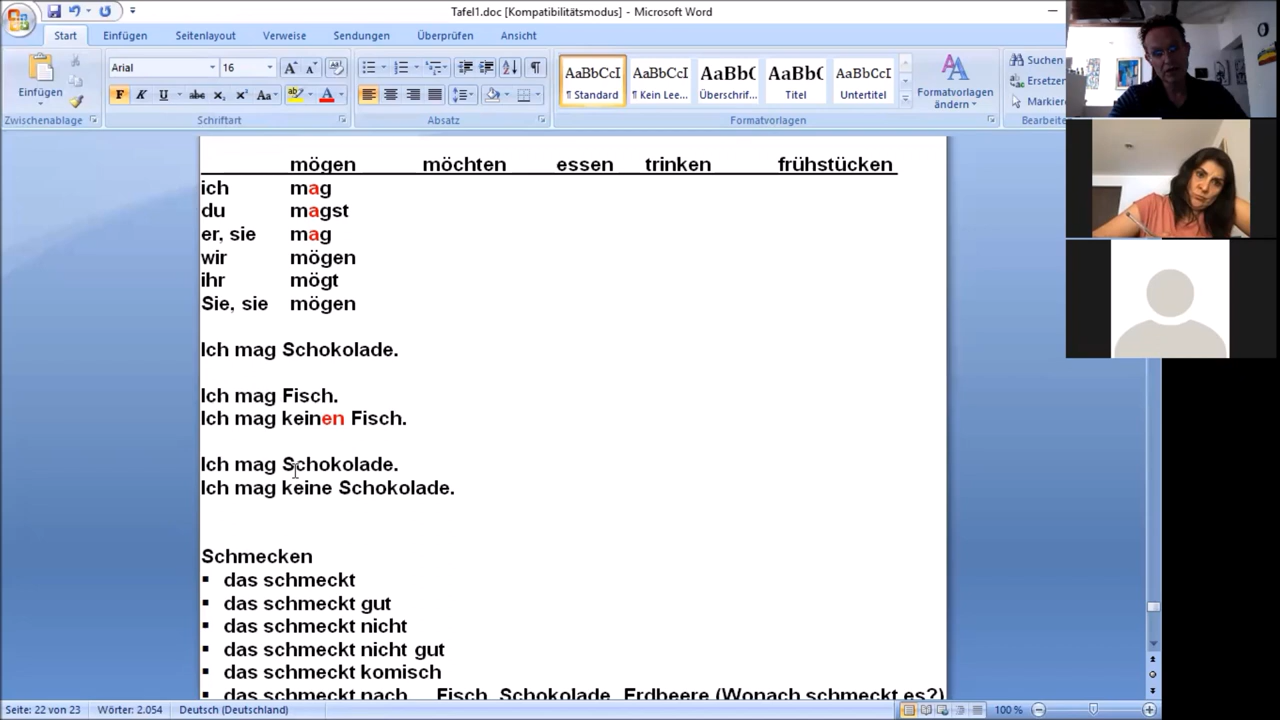 Tafel1.doc [Kompatibilitätsmodus] - Microsoft Word
Start Einfügen Seitenlayout Verweise Sendungen Überprüfen Ansicht
Arial 16
Einfügen
F K U abc x₂ x² Aa
AaBbCcI AaBbCcI AaBbC AaBbC AaBbCcI
¶ Standard ¶ Kein Lee... Überschrif... Titel Untertitel
Formatvorlagen ändern
Suchen
Ersetzen
Markieren
Zwischenablage Schriftart Absatz Formatvorlagen Bearbeite
mögen möchten essen trinken frühstücken
ich mag
du magst
er, sie mag
wir mögen
ihr mögt
Sie, sie mögen
Ich mag Schokolade.
Ich mag Fisch.
Ich mag keinen Fisch.
Ich mag Schokolade.
Ich mag keine Schokolade.
Schmecken
▪ das schmeckt
▪ das schmeckt gut
▪ das schmeckt nicht
▪ das schmeckt nicht gut
▪ das schmeckt komisch
▪ das schmeckt nach Fisch, Schokolade, Erdbeere (Wonach schmeckt es?)
Seite: 22 von 23 Wörter: 2.054 Deutsch (Deutschland) 100 %